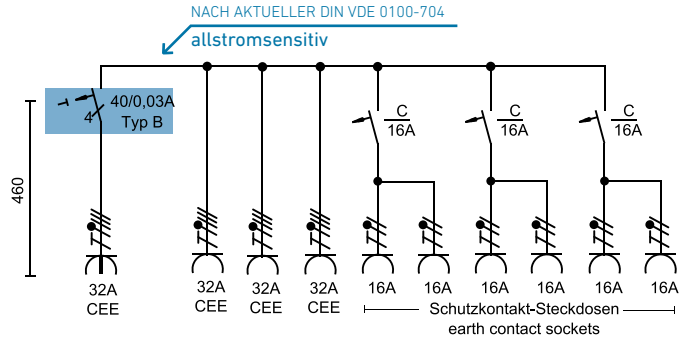 NACH AKTUELLER DIN VDE 0100-704
allstromsensitiv
40/0,03A
Typ B
4
C
16A
C
16A
C
16A
460
32A
CEE
32A
CEE
32A
CEE
32A
CEE
16A
16A
16A
16A
16A
16A
Schutzkontakt-Steckdosen
earth contact sockets